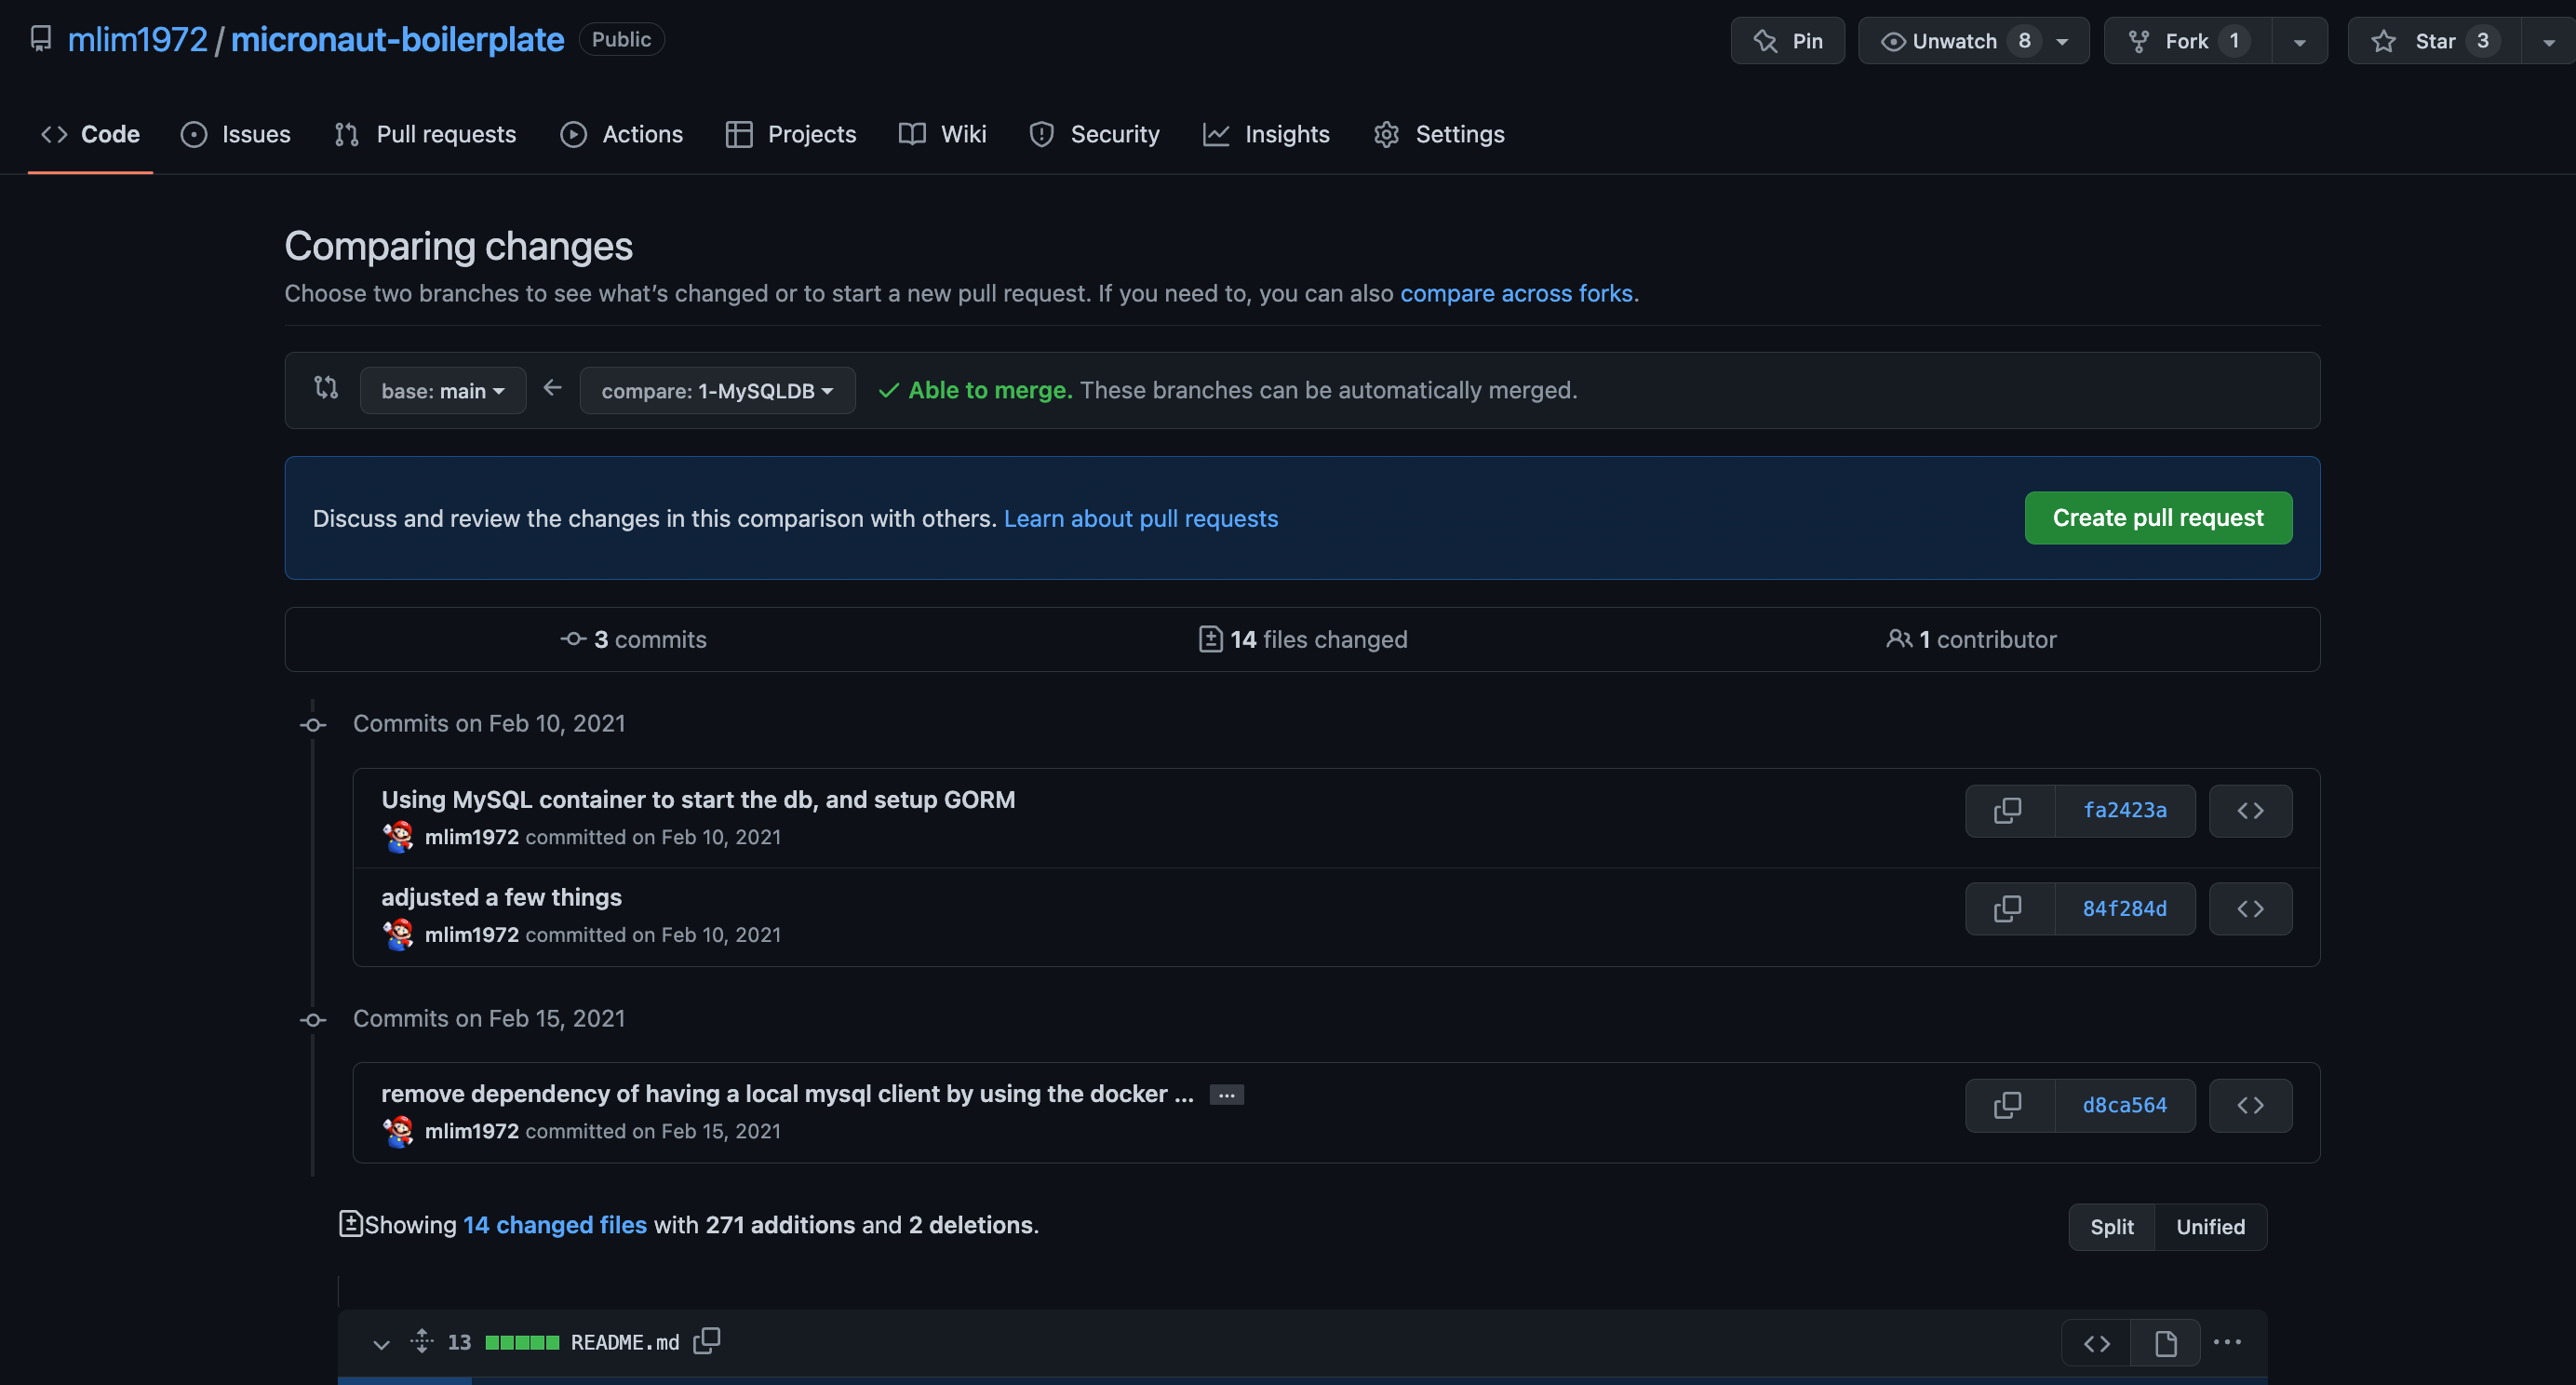 mlim1972 / micronaut-boilerplate Public Pin Unwatch 8 Fork 1 Star 3
Code Issues Pull requests Actions Projects Wiki Security Insights Settings
Comparing changes
Choose two branches to see what’s changed or to start a new pull request. If you need to, you can also compare across forks.
base: main compare: 1-MySQLDB Able to merge. These branches can be automatically merged.
Discuss and review the changes in this comparison with others. Learn about pull requests Create pull request
3 commits 14 files changed 1 contributor
Commits on Feb 10, 2021
Using MySQL container to start the db, and setup GORM
mlim1972 committed on Feb 10, 2021
fa2423a
adjusted a few things
mlim1972 committed on Feb 10, 2021
84f284d
Commits on Feb 15, 2021
remove dependency of having a local mysql client by using the docker ... …
mlim1972 committed on Feb 15, 2021
d8ca564
Showing 14 changed files with 271 additions and 2 deletions. Split Unified
13 README.md